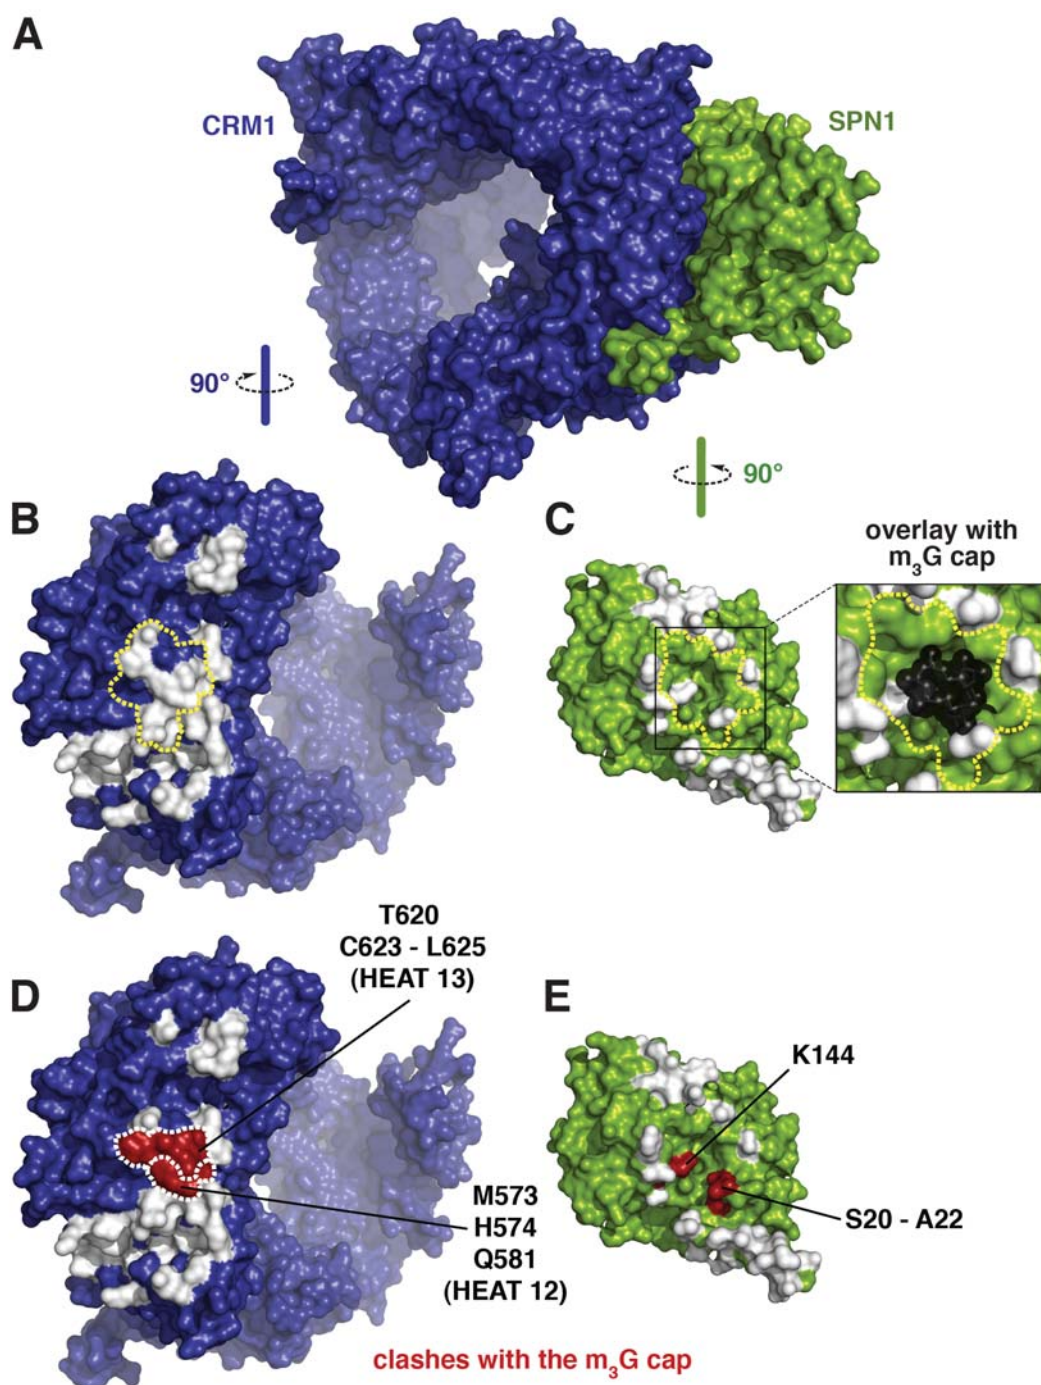 A
CRM1
SPN1
90°
90°
B
C
overlay with
m₃G cap
T620
C623 - L625
(HEAT 13)
D
E
K144
M573
H574
Q581
(HEAT 12)
S20 - A22
clashes with the m₃G cap